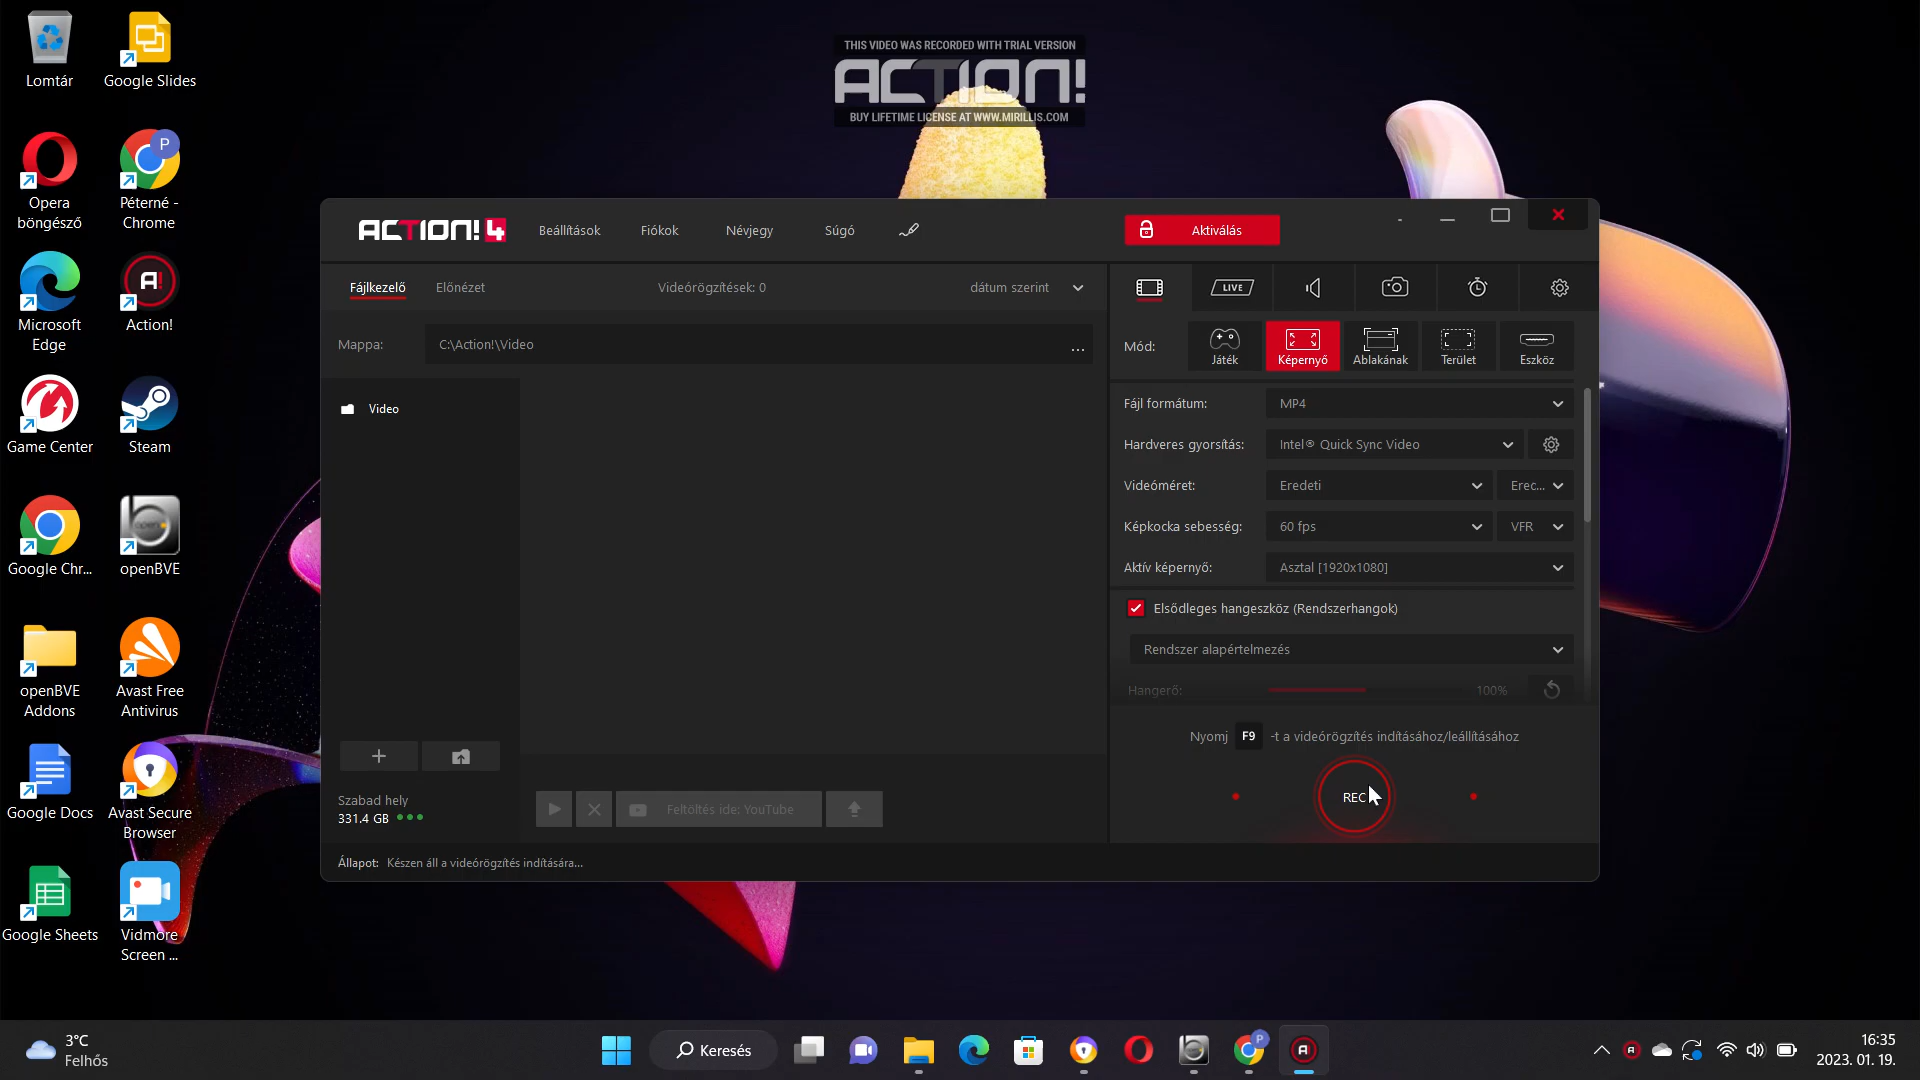 THIS VIDEO WAS RECORDED WITH TRIAL VERSION
ACTION!
BUY LIFETIME LICENSE AT WWW.MIRILLIS.COM
Lomtár
Google Slides
Opera böngésző
P
Péterné - Chrome
Microsoft Edge
A!
Action!
Game Center
Steam
Google Chr...
open
openBVE
openBVE Addons
Avast Free Antivirus
Google Docs
Avast Secure Browser
Google Sheets
Vidmore Screen ...
ACTION! 4
Beállítások
Fiókok
Névjegy
Súgó
Aktiválás
Fájlkezelő
Előnézet
Videórögzítések: 0
dátum szerint
LIVE
Mappa:
C:\Action!\Video
...
Video
Mód:
Játék
Képernyő
Ablakának
Terület
Eszköz
Fájl formátum:
MP4
Hardveres gyorsítás:
Intel® Quick Sync Video
Videóméret:
Eredeti
Erec...
Képkocka sebesség:
60 fps
VFR
Aktív képernyő:
Asztal [1920x1080]
Elsődleges hangeszköz (Rendszerhangok)
Rendszer alapértelmezés
Hangerő:
100%
Nyomj F9 -t a videórögzítés indításához/leállításához
REC
Szabad hely
331.4 GB
Feltöltés ide: YouTube
Állapot: Készen áll a videórögzítés indítására...
3°C
Felhős
Keresés
P
16:35
2023. 01. 19.